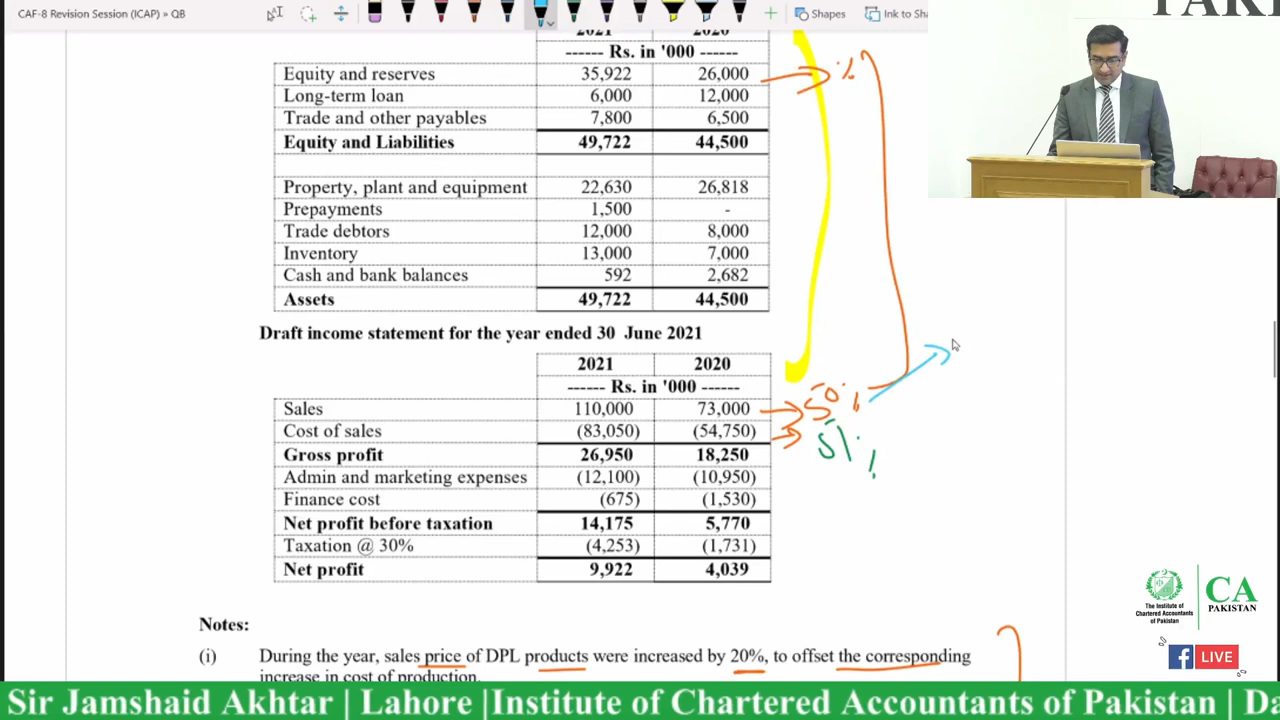 CAF-8 Revision Session (ICAP) » QB
Shapes
Ink to Sha
2021 2020
------ Rs. in '000 ------
Equity and reserves 35,922 26,000
%
Long-term loan 6,000 12,000
Trade and other payables 7,800 6,500
Equity and Liabilities 49,722 44,500
Property, plant and equipment 22,630 26,818
Prepayments 1,500 -
Trade debtors 12,000 8,000
Inventory 13,000 7,000
Cash and bank balances 592 2,682
Assets 49,722 44,500
Draft income statement for the year ended 30 June 2021
2021 2020
------ Rs. in '000 ------
Sales 110,000 73,000
50%
Cost of sales (83,050) (54,750)
5%!
Gross profit 26,950 18,250
Admin and marketing expenses (12,100) (10,950)
Finance cost (675) (1,530)
Net profit before taxation 14,175 5,770
Taxation @ 30% (4,253) (1,731)
Net profit 9,922 4,039
The Institute of
Chartered Accountants
of Pakistan
CA
PAKISTAN
Notes:
(i) During the year, sales price of DPL products were increased by 20%, to offset the corresponding
increase in cost of production.
f LIVE
Sir Jamshaid Akhtar | Lahore |Institute of Chartered Accountants of Pakistan | Da